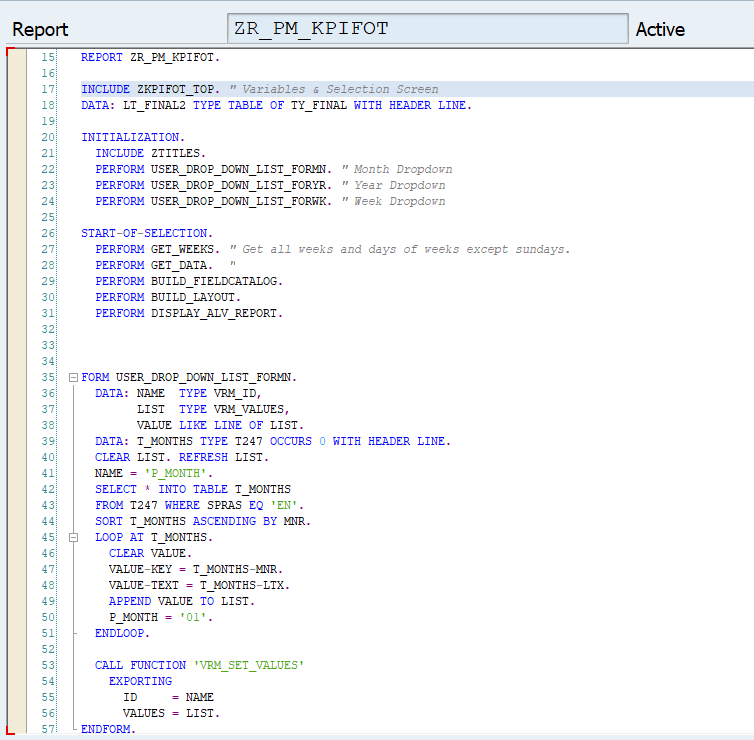 Report ZR_PM_KPIFOT Active
15 REPORT ZR_PM_KPIFOT.
16
17 INCLUDE ZKPIFOT_TOP. " Variables & Selection Screen
18 DATA: LT_FINAL2 TYPE TABLE OF TY_FINAL WITH HEADER LINE.
19
20 INITIALIZATION.
21   INCLUDE ZTITLES.
22   PERFORM USER_DROP_DOWN_LIST_FORMN. " Month Dropdown
23   PERFORM USER_DROP_DOWN_LIST_FORYR. " Year Dropdown
24   PERFORM USER_DROP_DOWN_LIST_FORWK. " Week Dropdown
25
26 START-OF-SELECTION.
27   PERFORM GET_WEEKS. " Get all weeks and days of weeks except sundays.
28   PERFORM GET_DATA.  "
29   PERFORM BUILD_FIELDCATALOG.
30   PERFORM BUILD_LAYOUT.
31   PERFORM DISPLAY_ALV_REPORT.
32
33
34
35 FORM USER_DROP_DOWN_LIST_FORMN.
36   DATA: NAME  TYPE VRM_ID,
37         LIST  TYPE VRM_VALUES,
38         VALUE LIKE LINE OF LIST.
39   DATA: T_MONTHS TYPE T247 OCCURS 0 WITH HEADER LINE.
40   CLEAR LIST. REFRESH LIST.
41   NAME = 'P_MONTH'.
42   SELECT * INTO TABLE T_MONTHS
43   FROM T247 WHERE SPRAS EQ 'EN'.
44   SORT T_MONTHS ASCENDING BY MNR.
45   LOOP AT T_MONTHS.
46     CLEAR VALUE.
47     VALUE-KEY = T_MONTHS-MNR.
48     VALUE-TEXT = T_MONTHS-LTX.
49     APPEND VALUE TO LIST.
50     P_MONTH = '01'.
51   ENDLOOP.
52
53   CALL FUNCTION 'VRM_SET_VALUES'
54     EXPORTING
55       ID     = NAME
56       VALUES = LIST.
57 ENDFORM.